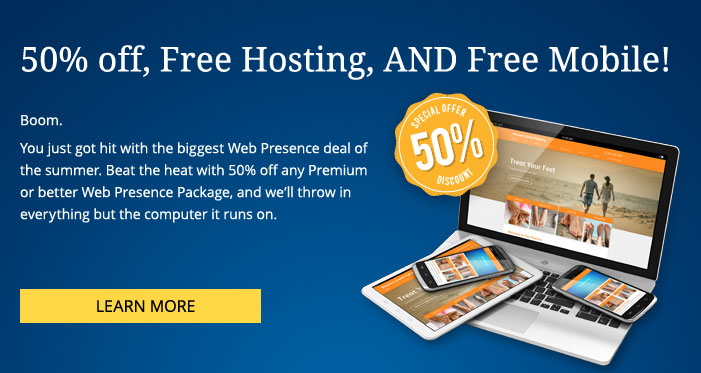 50% off, Free Hosting, AND Free Mobile!
Boom.
You just got hit with the biggest Web Presence deal of
the summer. Beat the heat with 50% off any Premium
or better Web Presence Package, and we’ll throw in
everything but the computer it runs on.
LEARN MORE
SPECIAL OFFER
50%
DISCOUNT
Treat Your Feet
Treat Your